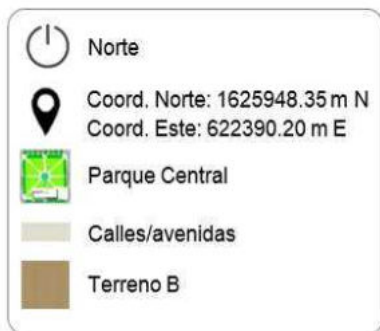 Norte
Coord. Norte: 1625948.35 m N
Coord. Este: 622390.20 m E
Parque Central
Calles/avenidas
Terreno B